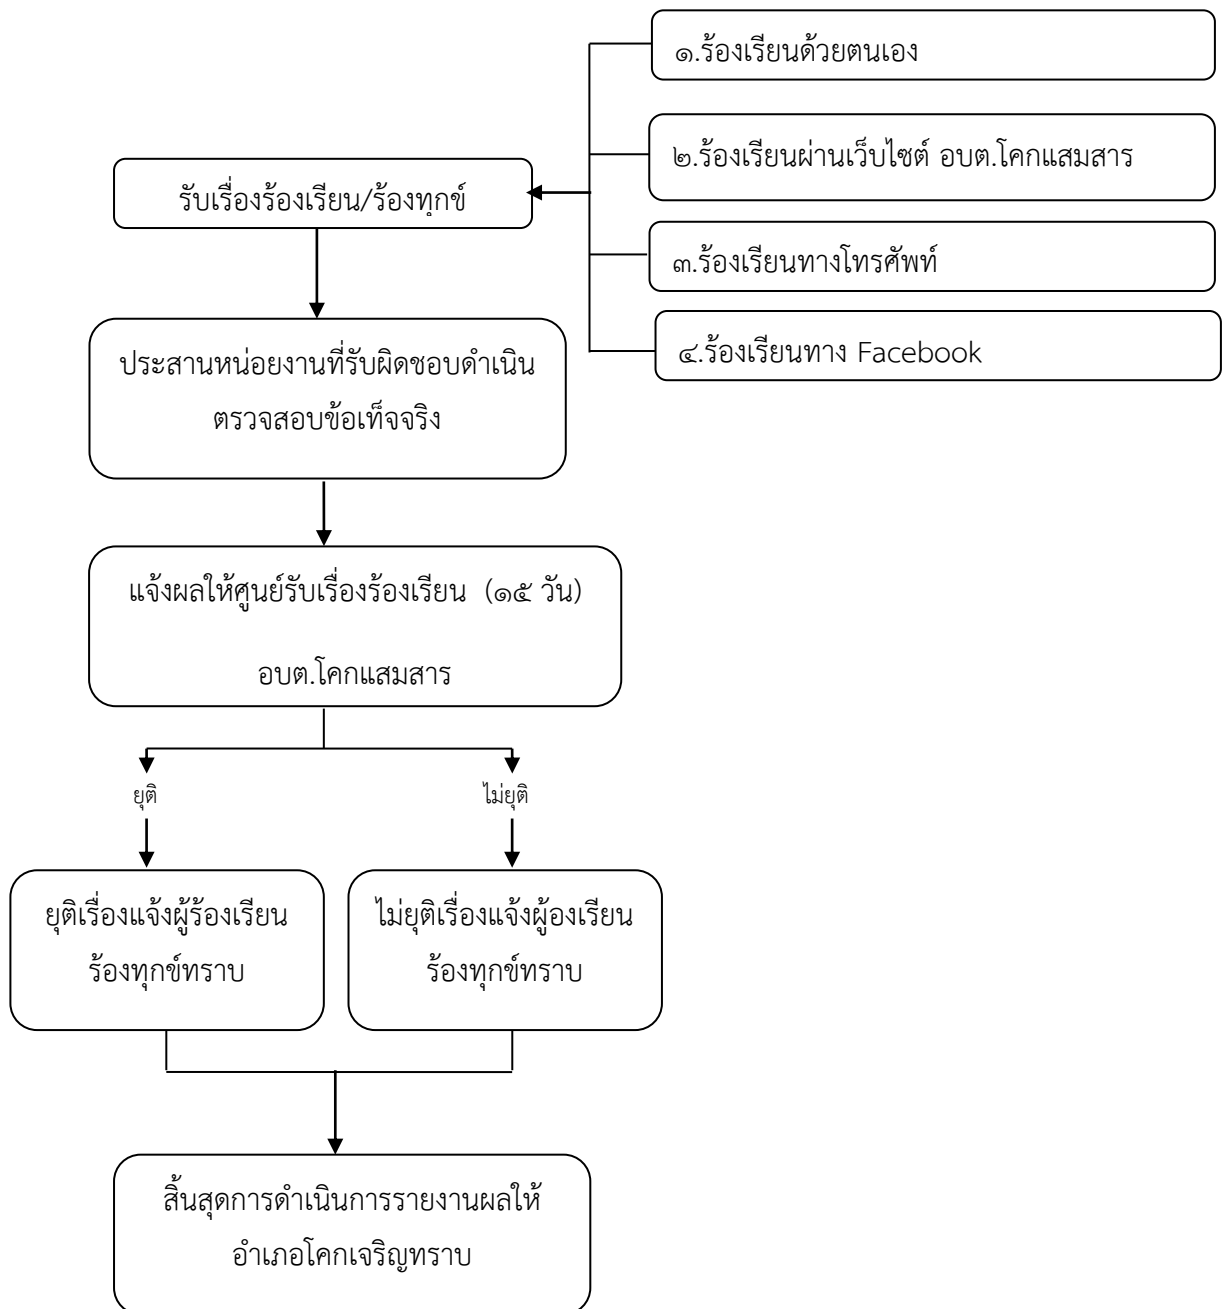 ๑.ร้องเรียนด้วยตนเอง
๒.ร้องเรียนผ่านเว็บไซต์ อบต.โคกแสมสาร
รับเรื่องร้องเรียน/ร้องทุกข์
๓.ร้องเรียนทางโทรศัพท์
๔.ร้องเรียนทาง Facebook
ประสานหน่อยงานที่รับผิดชอบดำเนิน
ตรวจสอบข้อเท็จจริง
แจ้งผลให้ศูนย์รับเรื่องร้องเรียน (๑๕ วัน)
อบต.โคกแสมสาร
ยุติ
ไม่ยุติ
ยุติเรื่องแจ้งผู้ร้องเรียน
ร้องทุกข์ทราบ
ไม่ยุติเรื่องแจ้งผู้องเรียน
ร้องทุกข์ทราบ
สิ้นสุดการดำเนินการรายงานผลให้
อำเภอโคกเจริญทราบ